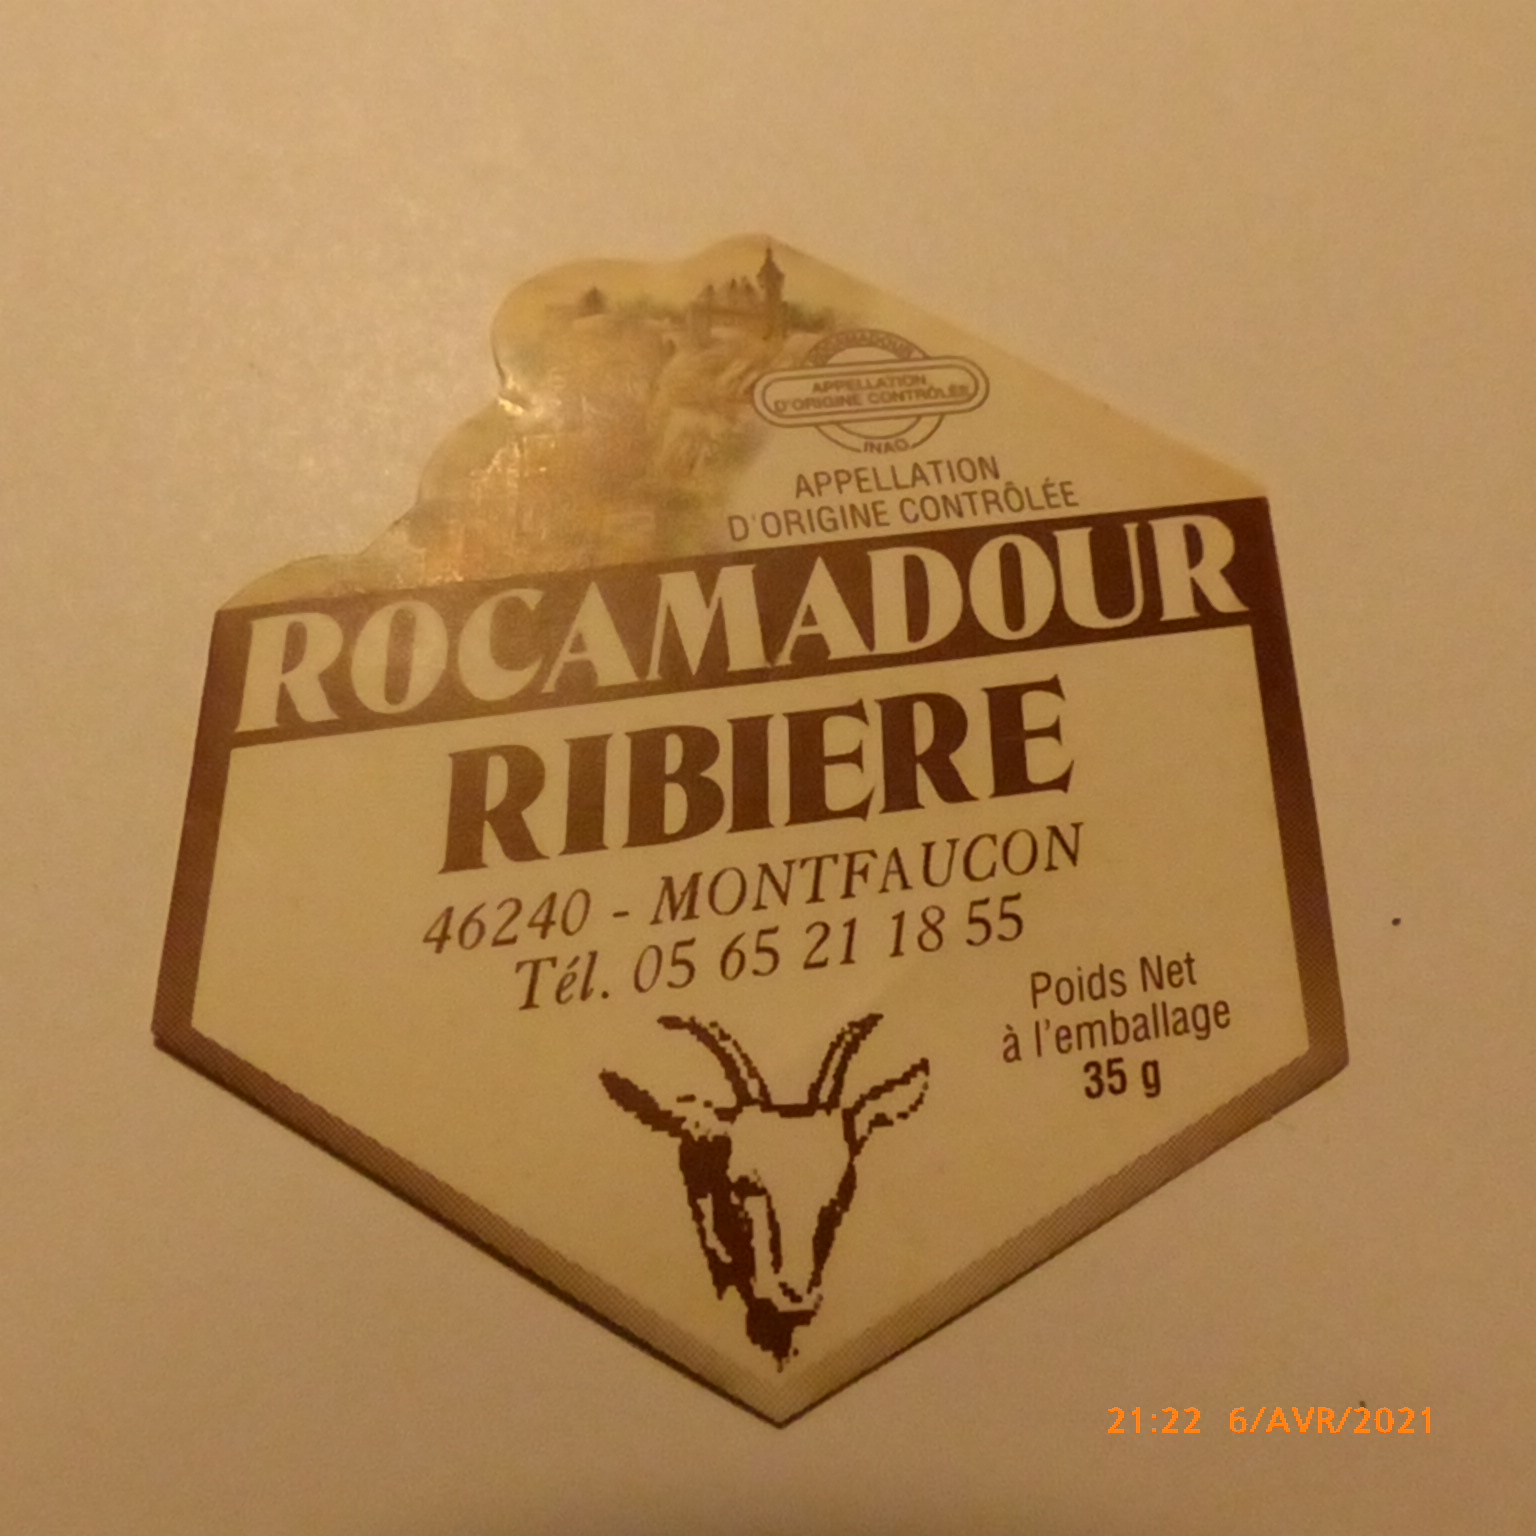 ROCAMADOUR
APPELLATION
D'ORIGINE CONTRÔLÉE
INAO
APPELLATION
D'ORIGINE CONTRÔLÉE
ROCAMADOUR
RIBIERE
46240 - MONTFAUCON
Tél. 05 65 21 18 55
Poids Net
à l'emballage
35 g
21:22 6/AVR/2021